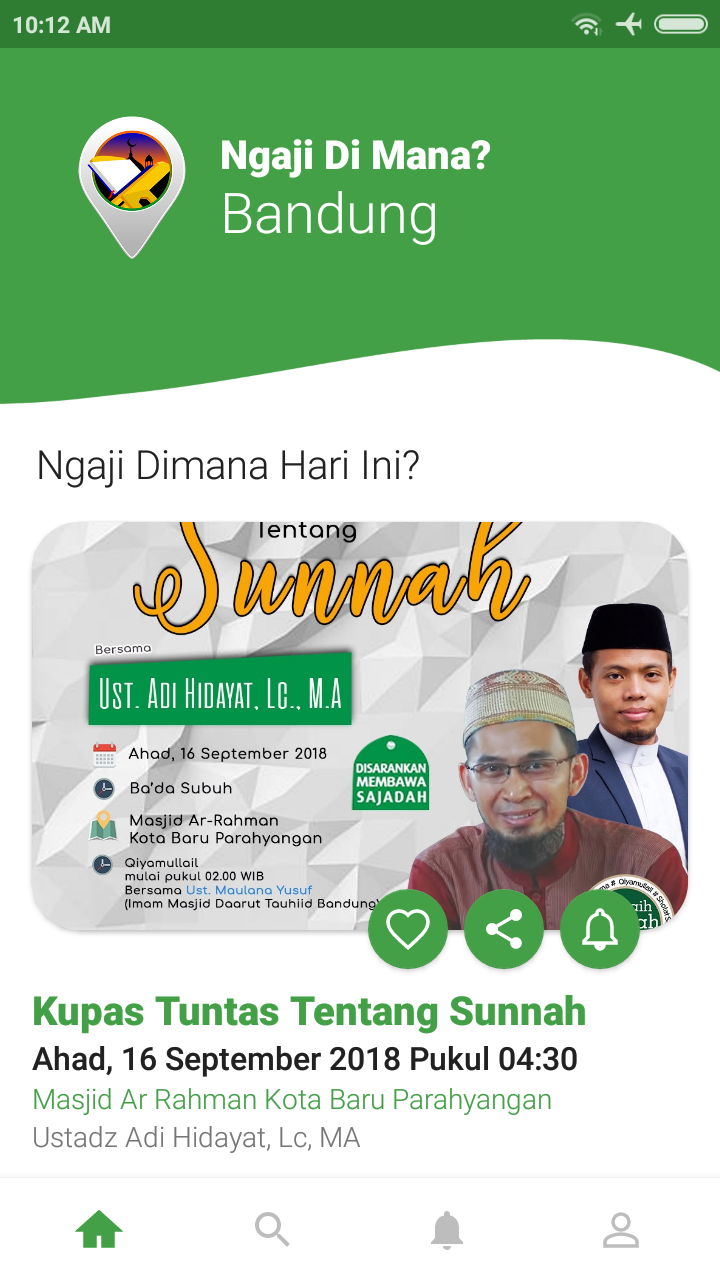 10:12 AM
Ngaji Di Mana?
Bandung
Ngaji Dimana Hari Ini?
Tentang
Sunnah
Bersama
UST. ADI HIDAYAT, LC., M.A
Ahad, 16 September 2018
Ba'da Subuh
Masjid Ar-Rahman
Kota Baru Parahyangan
Qiyamullail
mulai pukul 02.00 WIB
Bersama Ust. Maulana Yusuf
(Imam Masjid Daarut Tauhiid Bandung)
DISARANKAN
MEMBAWA
SAJADAH
# Qiyamullail #
Kupas Tuntas Tentang Sunnah
Ahad, 16 September 2018 Pukul 04:30
Masjid Ar Rahman Kota Baru Parahyangan
Ustadz Adi Hidayat, Lc, MA